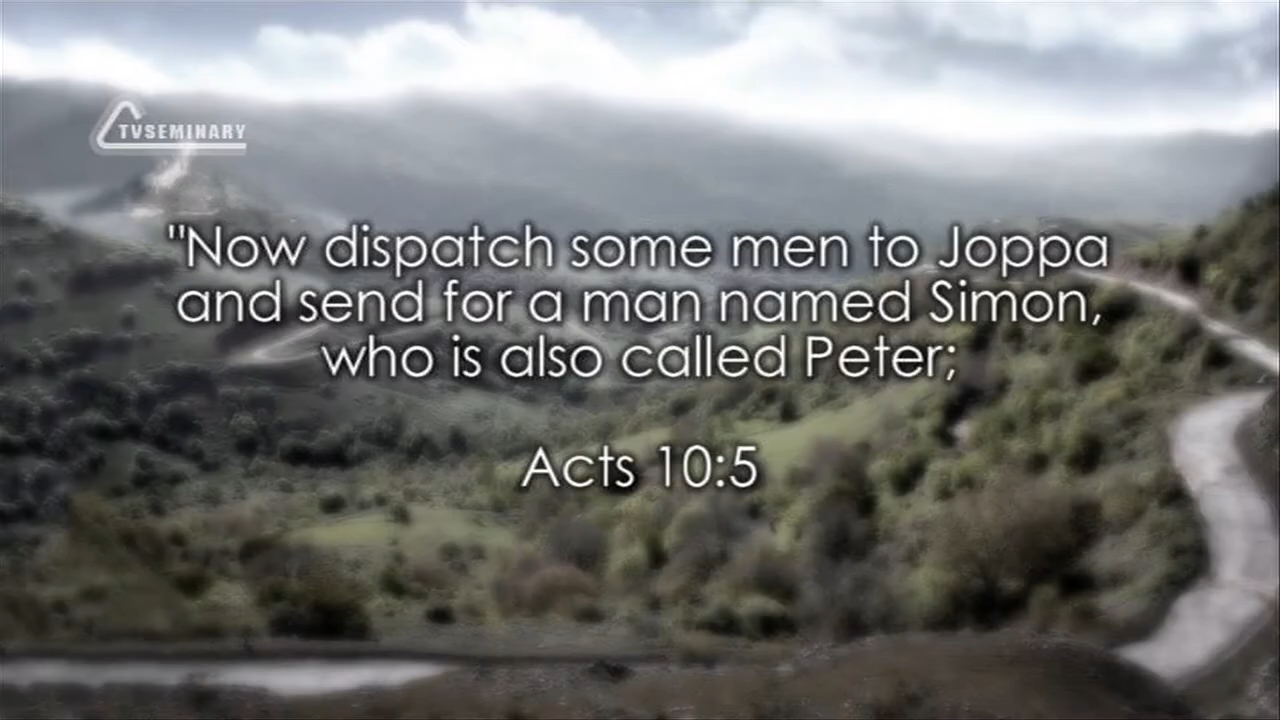 TVSEMINARY
"Now dispatch some men to Joppa
and send for a man named Simon,
who is also called Peter;
Acts 10:5